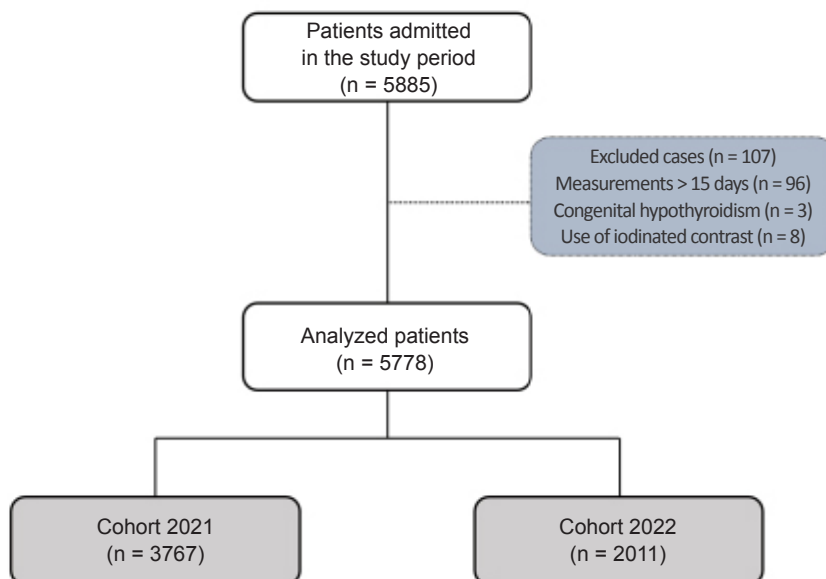 Patients admitted
in the study period
(n = 5885)
Excluded cases (n = 107)
Measurements > 15 days (n = 96)
Congenital hypothyroidism (n = 3)
Use of iodinated contrast (n = 8)
Analyzed patients
(n = 5778)
Cohort 2021
(n = 3767)
Cohort 2022
(n = 2011)